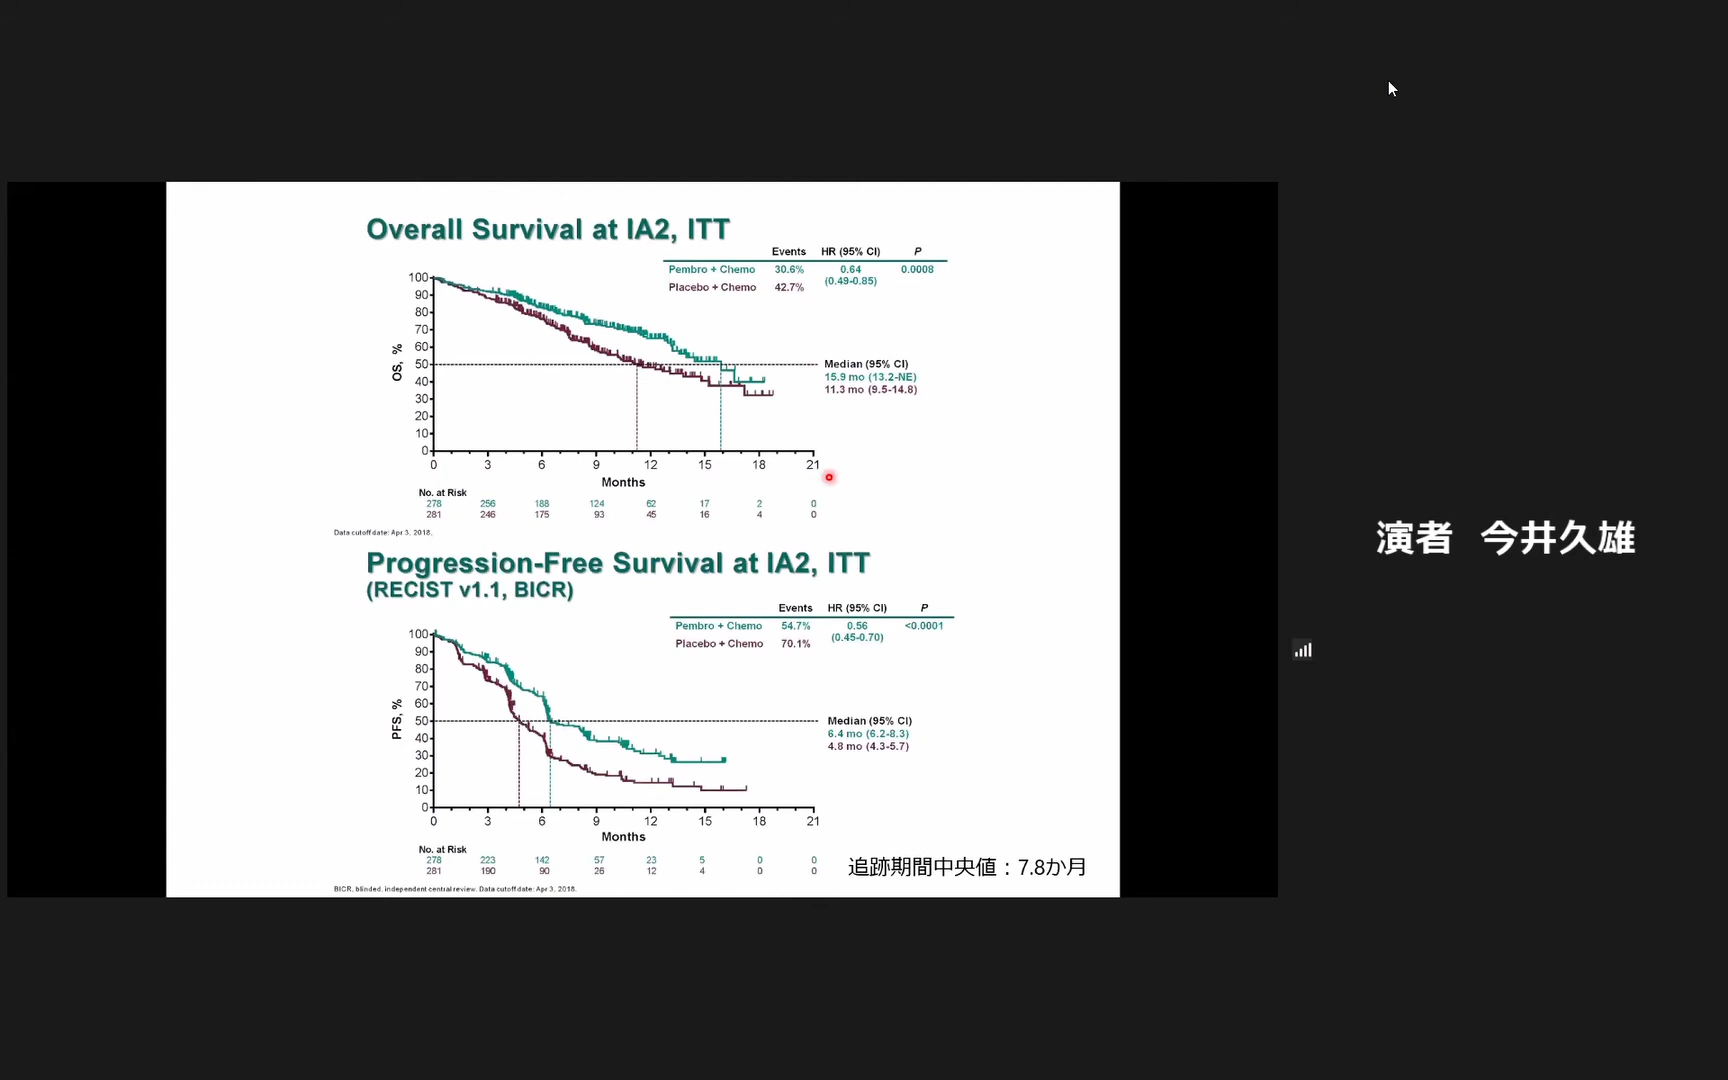 Overall Survival at IA2, ITT
Events HR (95% CI) P
Pembro + Chemo 30.6% 0.64 0.0008
(0.49-0.85)
Placebo + Chemo 42.7%
100
90
80
70
60
50
40
30
20
10
0
OS, %
Median (95% CI)
15.9 mo (13.2-NE)
11.3 mo (9.5-14.8)
0 3 6 9 12 15 18 21
Months
No. at Risk
278 256 188 124 62 17 2 0
281 246 175 93 45 16 4 0
Data cutoff date: Apr 3, 2018.
Progression-Free Survival at IA2, ITT
(RECIST v1.1, BICR)
Events HR (95% CI) P
Pembro + Chemo 54.7% 0.56 <0.0001
(0.45-0.70)
Placebo + Chemo 70.1%
100
90
80
70
60
50
40
30
20
10
0
PFS, %
Median (95% CI)
6.4 mo (6.2-8.3)
4.8 mo (4.3-5.7)
0 3 6 9 12 15 18 21
Months
No. at Risk
278 223 142 57 23 5 0 0
281 190 90 26 12 4 0 0
BICR, blinded, independent central review. Data cutoff date: Apr 3, 2018.
追跡期間中央値：7.8か月
演者 今井久雄